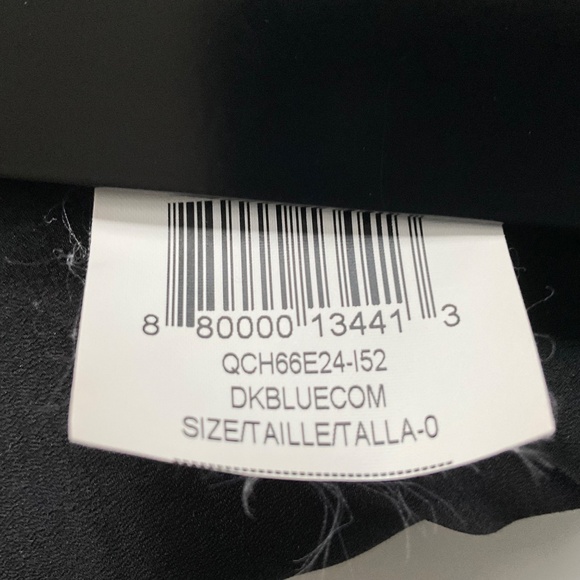 8 80000 13441 3
QCH66E24-I52
DKBLUECOM
SIZE/TAILLE/TALLA-0